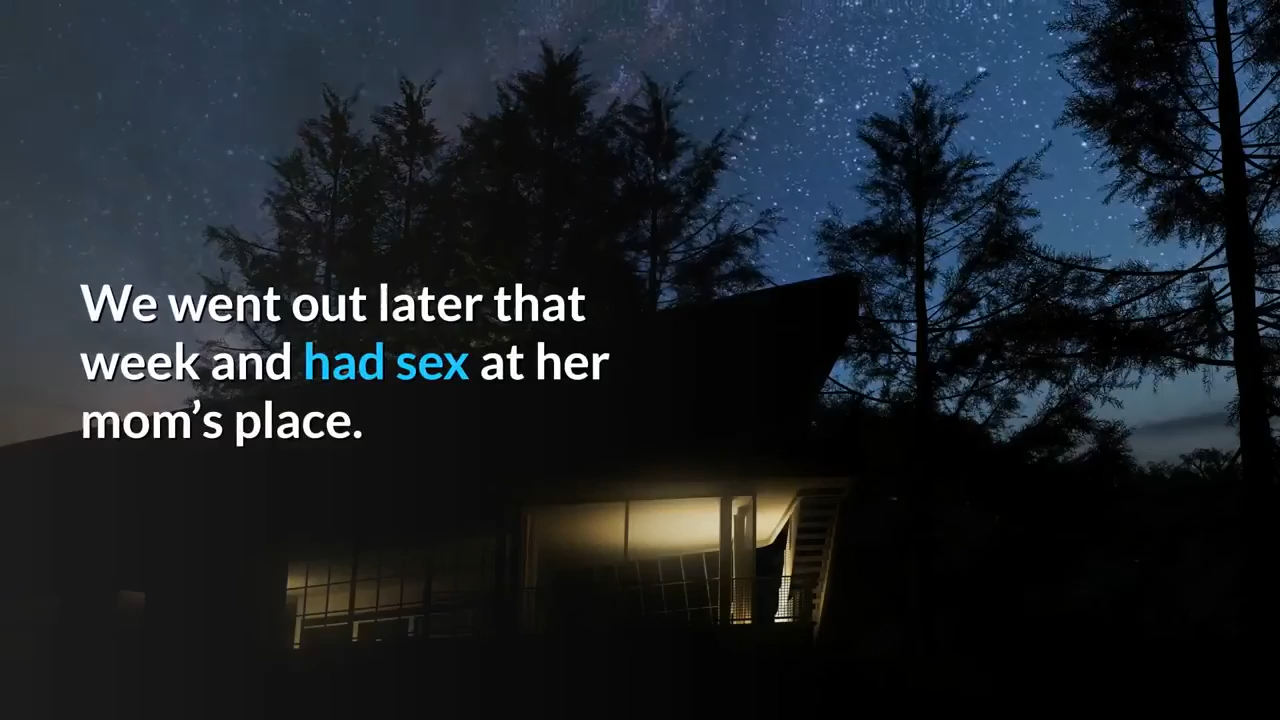 We went out later that
week and had sex at her
mom’s place.